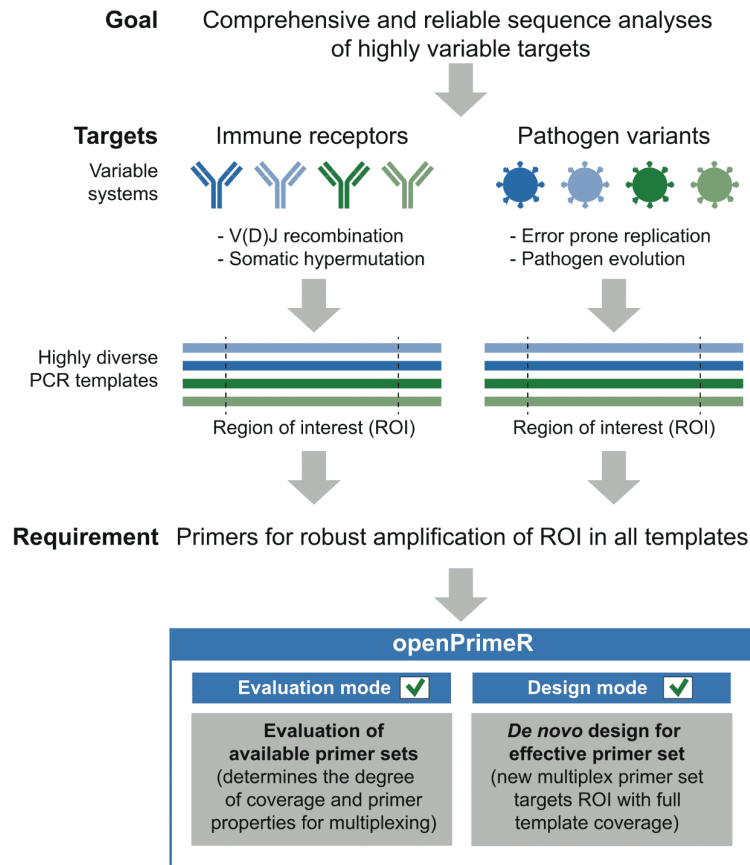 Goal Comprehensive and reliable sequence analyses
of highly variable targets
Targets Immune receptors Pathogen variants
Variable
systems
- V(D)J recombination
- Somatic hypermutation
- Error prone replication
- Pathogen evolution
Highly diverse
PCR templates
Region of interest (ROI) Region of interest (ROI)
Requirement Primers for robust amplification of ROI in all templates
openPrimeR
Evaluation mode Design mode
Evaluation of
available primer sets
(determines the degree
of coverage and primer
properties for multiplexing)
De novo design for
effective primer set
(new multiplex primer set
targets ROI with full
template coverage)